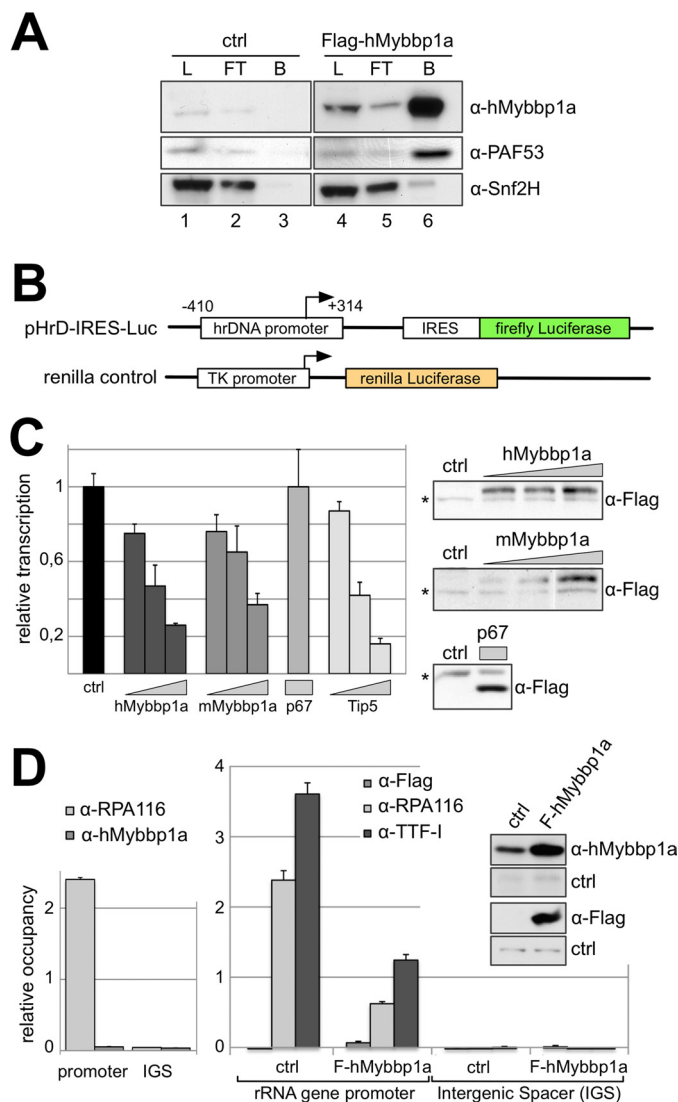 A
ctrl
Flag-hMybbp1a
L FT B L FT B
α-hMybbp1a
α-PAF53
α-Snf2H
1 2 3 4 5 6
B
-410 +314
pHrD-IRES-Luc hrDNA promoter IRES firefly Luciferase
renilla control TK promoter renilla Luciferase
C
relative transcription
1
0,6
0,2
ctrl hMybbp1a mMybbp1a p67 Tip5
ctrl hMybbp1a
* α-Flag
ctrl mMybbp1a
* α-Flag
ctrl p67
* α-Flag
D
α-RPA116
α-hMybbp1a
relative occupancy
2
1
0
promoter IGS
4
3
2
1
0
α-Flag
α-RPA116
α-TTF-I
ctrl F-hMybbp1a ctrl F-hMybbp1a
rRNA gene promoter Intergenic Spacer (IGS)
ctrl F-hMybbp1a
α-hMybbp1a
ctrl
α-Flag
ctrl